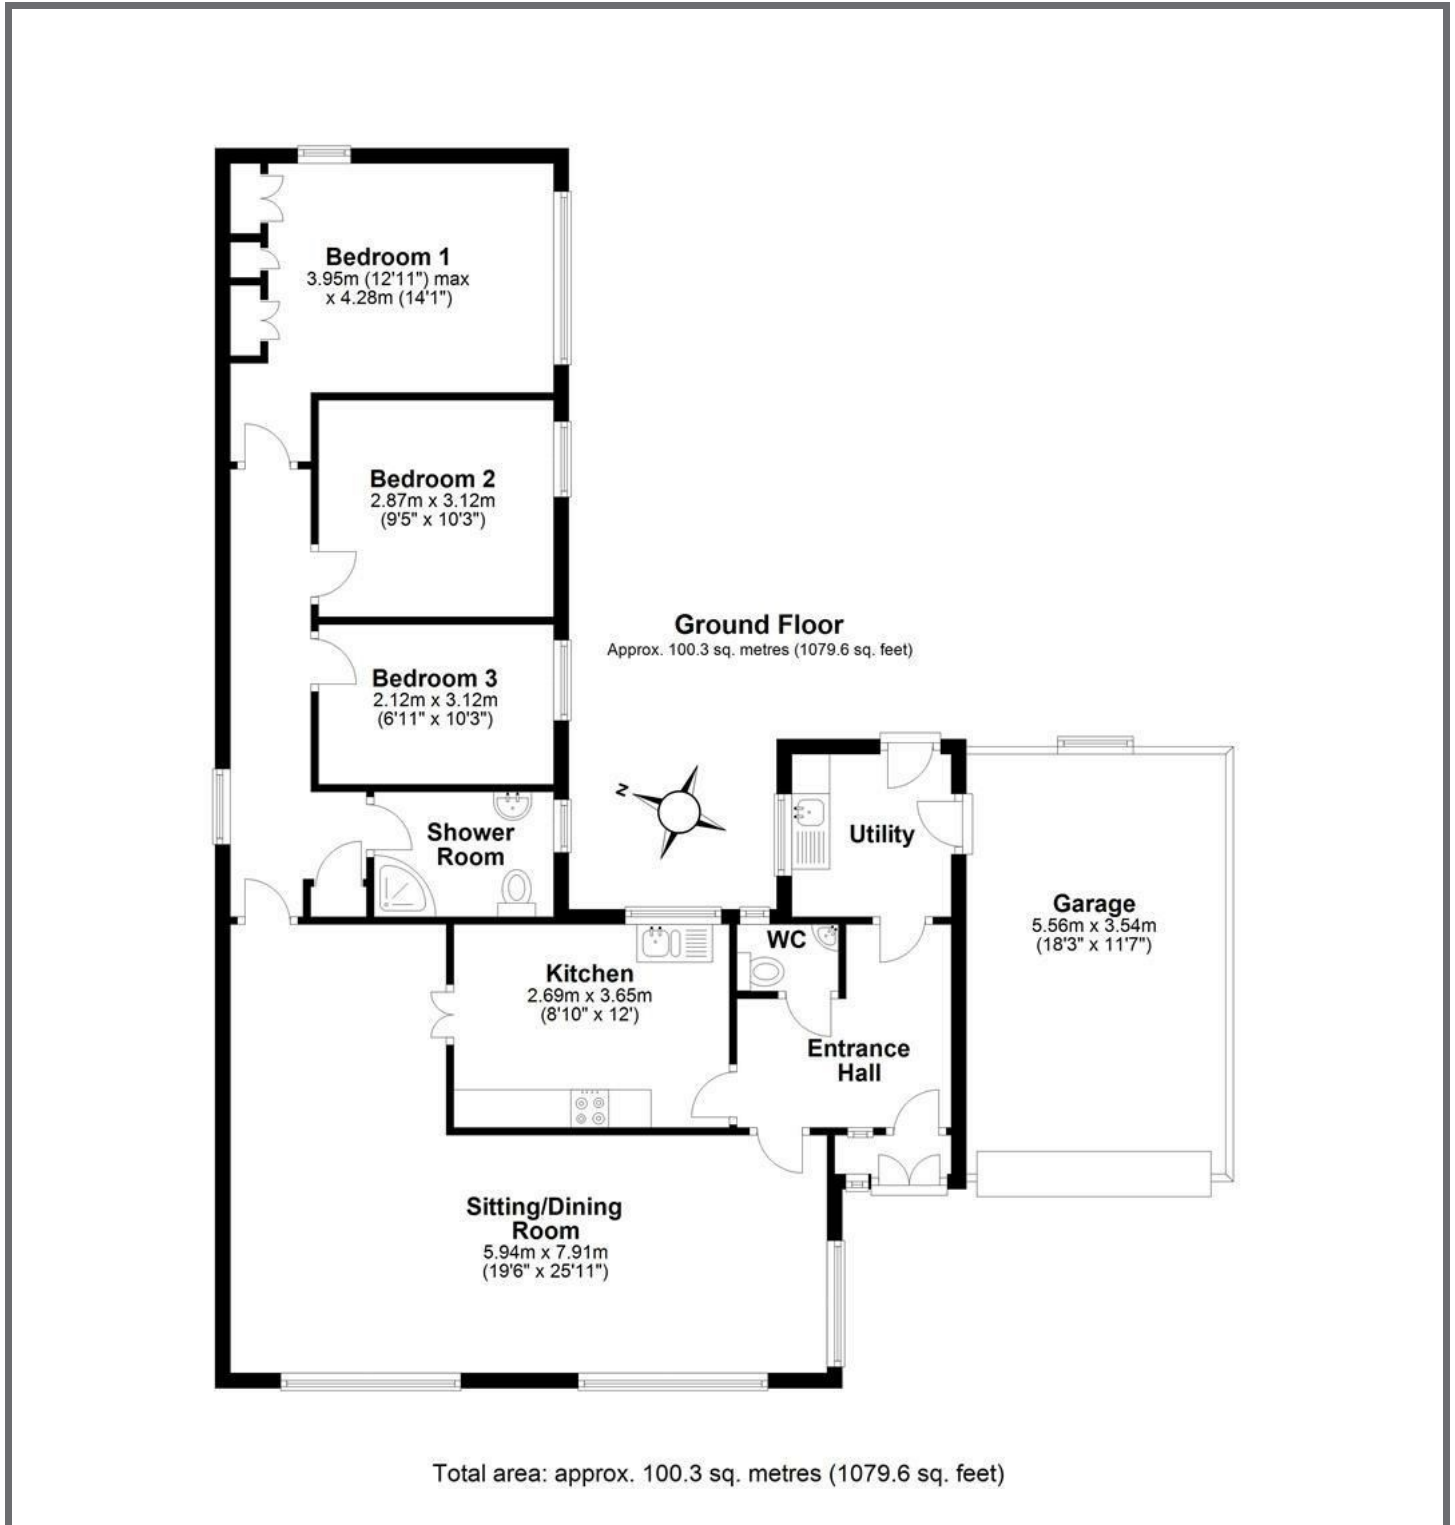 Bedroom 1
3.95m (12'11") max
x 4.28m (14'1")
Bedroom 2
2.87m x 3.12m
(9'5" x 10'3")
Ground Floor
Approx. 100.3 sq. metres (1079.6 sq. feet)
Bedroom 3
2.12m x 3.12m
(6'11" x 10'3")
N
Shower
Room
Utility
Garage
5.56m x 3.54m
(18'3" x 11'7")
WC
Kitchen
2.69m x 3.65m
(8'10" x 12')
Entrance
Hall
Sitting/Dining
Room
5.94m x 7.91m
(19'6" x 25'11")
Total area: approx. 100.3 sq. metres (1079.6 sq. feet)